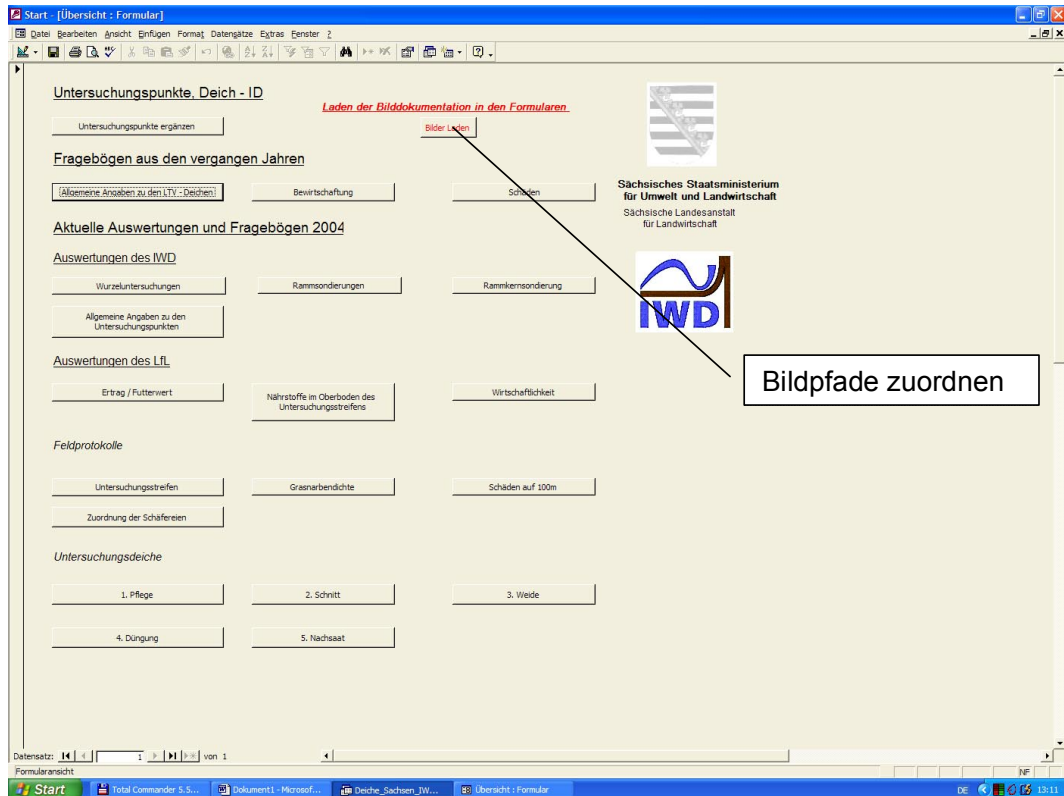 Start - [Übersicht : Formular]
Datei Bearbeiten Ansicht Einfügen Format Datensätze Extras Fenster ?
Untersuchungspunkte, Deich - ID
Laden der Bilddokumentation in den Formularen
Untersuchungspunkte ergänzen
Bilder Laden
Fragebögen aus den vergangen Jahren
Allgemeine Angaben zu den LTV - Deichen
Bewirtschaftung
Schäden
Sächsisches Staatsministerium
für Umwelt und Landwirtschaft
Sächsische Landesanstalt
für Landwirtschaft
Aktuelle Auswertungen und Fragebögen 2004
Auswertungen des IWD
Wurzeluntersuchungen
Rammsondierungen
Rammkernsondierung
IWD
Allgemeine Angaben zu den
Untersuchungspunkten
Auswertungen des LfL
Bildpfade zuordnen
Ertrag / Futterwert
Nährstoffe im Oberboden des
Untersuchungsstreifens
Wirtschaftlichkeit
Feldprotokolle
Untersuchungsstreifen
Grasnarbendichte
Schäden auf 100m
Zuordnung der Schäfereien
Untersuchungsdeiche
1. Pflege
2. Schnitt
3. Weide
4. Düngung
5. Nachsaat
Datensatz: 1 von 1
Formularansicht
NF
Start
Total Commander 5.5...
Dokument1 - Microsof...
Deiche_Sachsen_IW...
Übersicht : Formular
DE
13:11